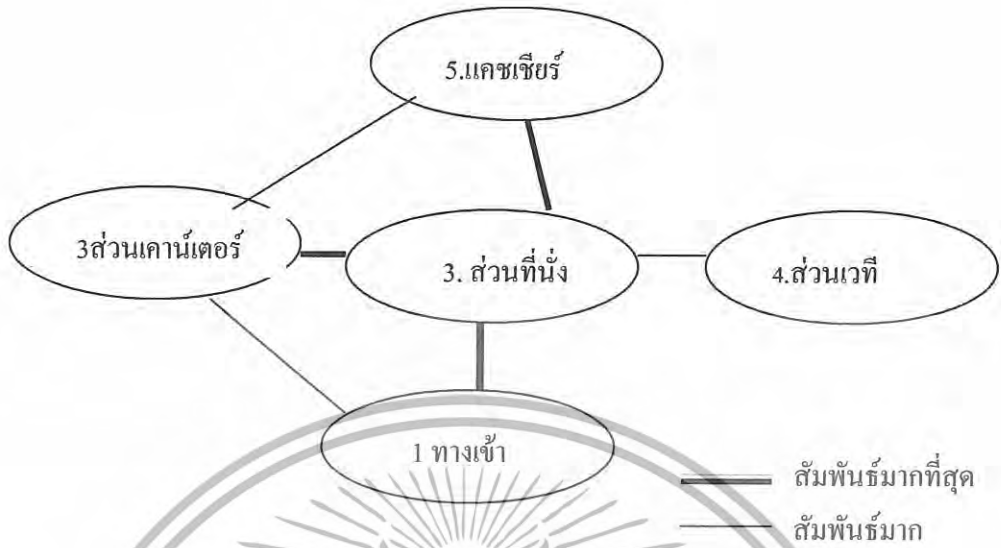 5.แคชเชียร์
3ส่วนเคาน์เตอร์
3. ส่วนที่นั่ง
4.ส่วนเวที
1 ทางเข้า
สัมพันธ์มากที่สุด
สัมพันธ์มาก